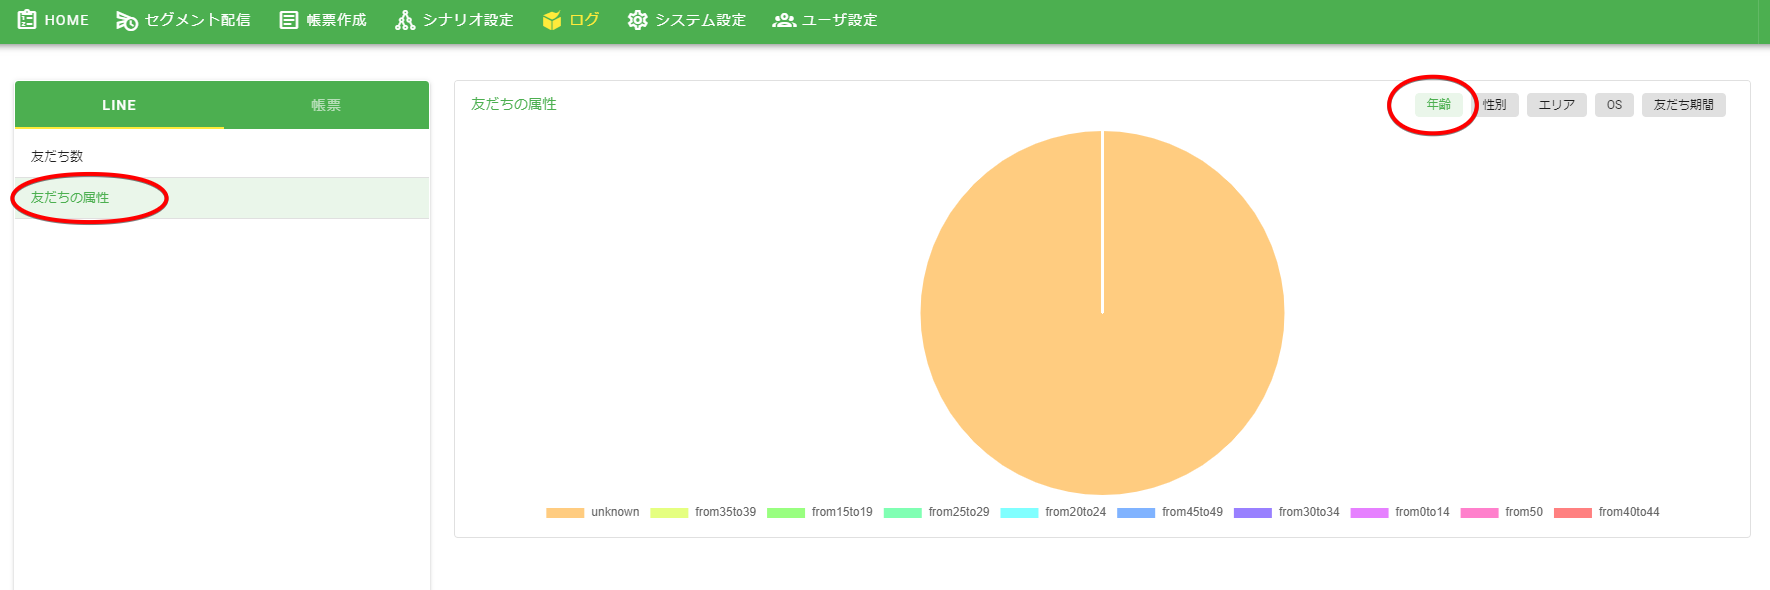 HOME セグメント配信 帳票作成 シナリオ設定 ログ システム設定 ユーザ設定
LINE 帳票
友だち数
友だちの属性
友だちの属性 年齢 性別 エリア OS 友だち期間
unknown from35to39 from15to19 from25to29 from20to24 from45to49 from30to34 from0to14 from50 from40to44